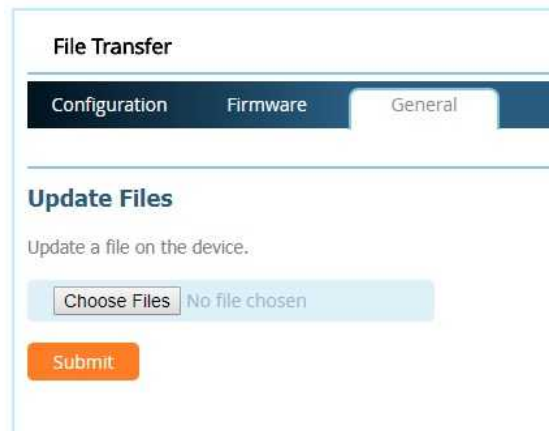 File Transfer
Configuration Firmware General
Update Files
Update a file on the device.
Choose Files No file chosen
Submit